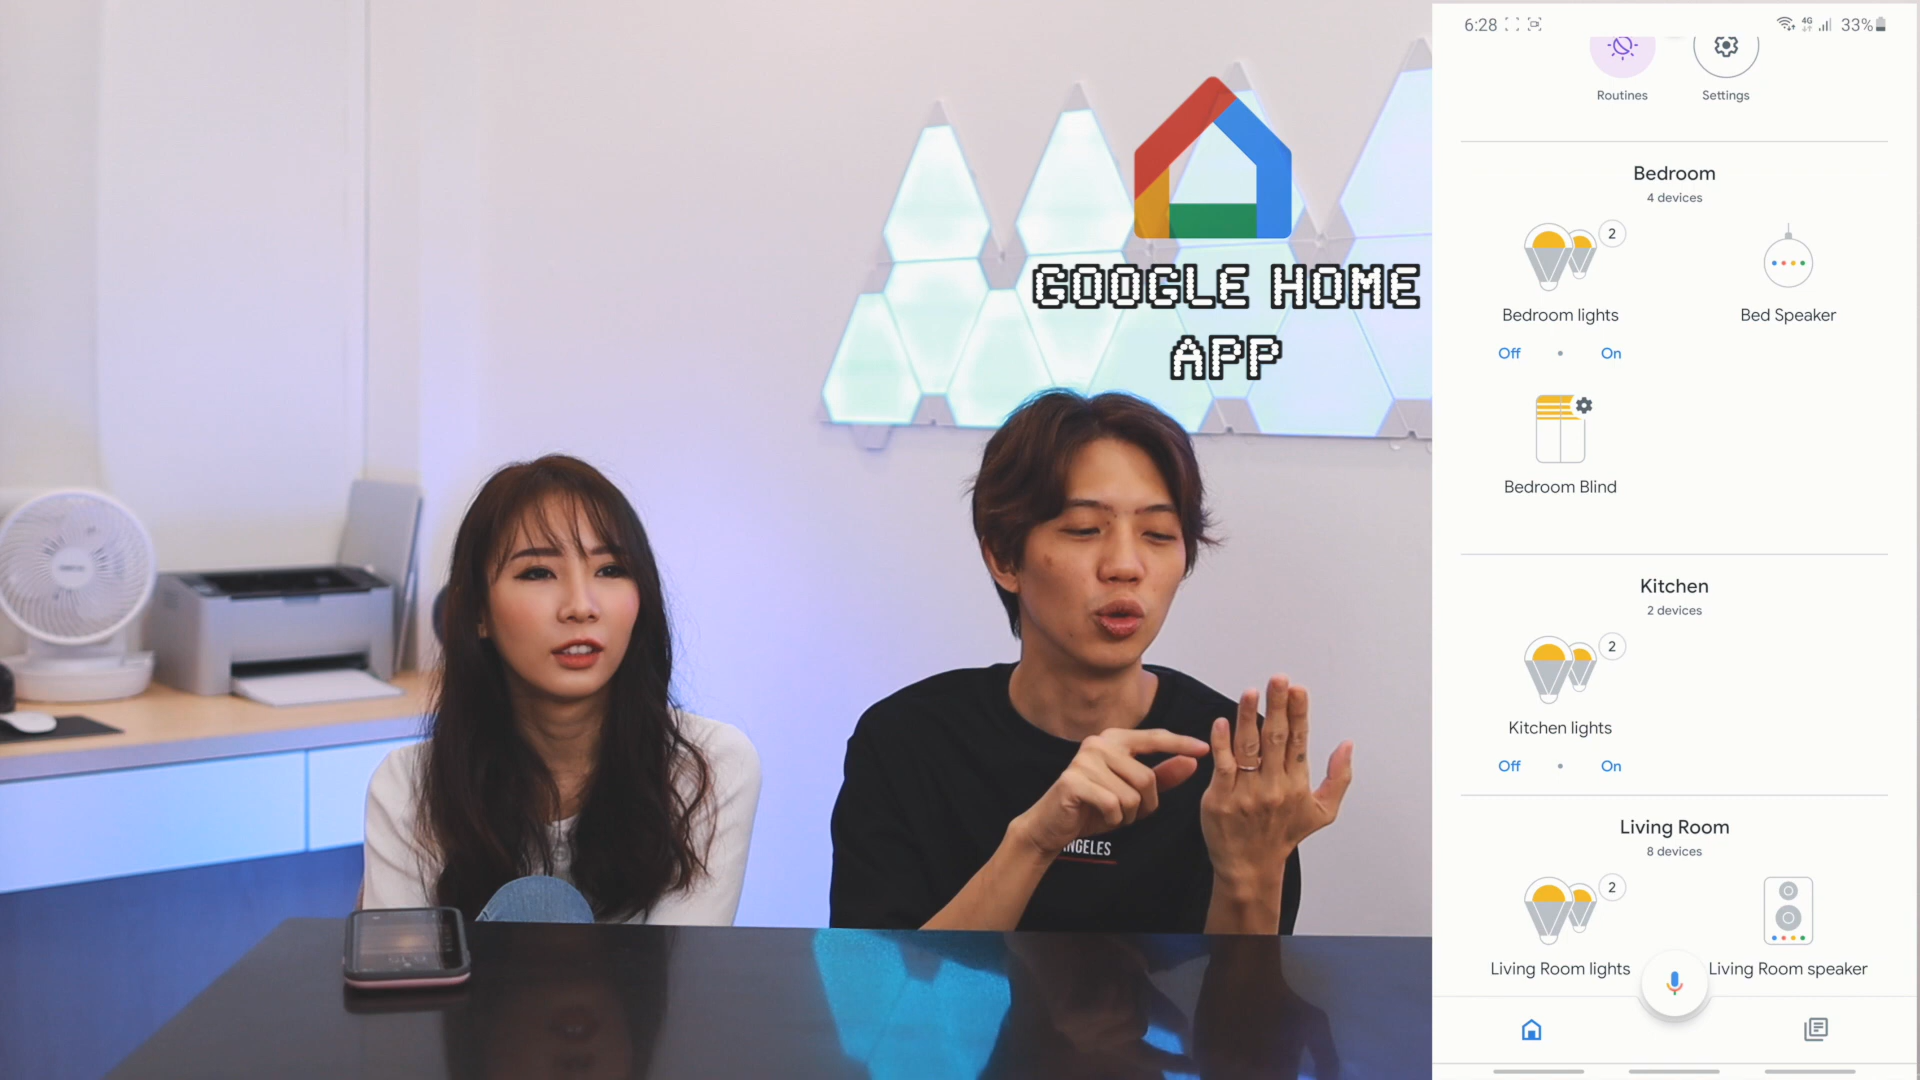 GOOGLE HOME
APP
NGELES
6:28
4G
33%
Routines
Settings
Bedroom
4 devices
2
Bedroom lights
Bed Speaker
Off • On
Bedroom Blind
Kitchen
2 devices
2
Kitchen lights
Off • On
Living Room
8 devices
2
Living Room lights
Living Room speaker